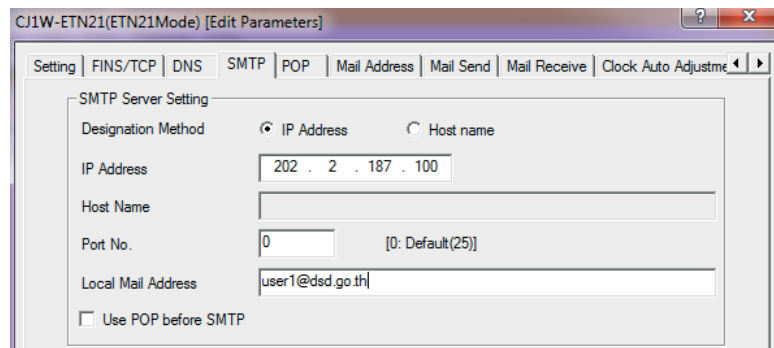 CJ1W-ETN21(ETN21Mode) [Edit Parameters]
Setting FINS/TCP DNS SMTP POP Mail Address Mail Send Mail Receive Clock Auto Adjustme
SMTP Server Setting
Designation Method IP Address Host name
IP Address 202 . 2 . 187 . 100
Host Name
Port No. 0 [0: Default(25)]
Local Mail Address user1@dsd.go.th
Use POP before SMTP